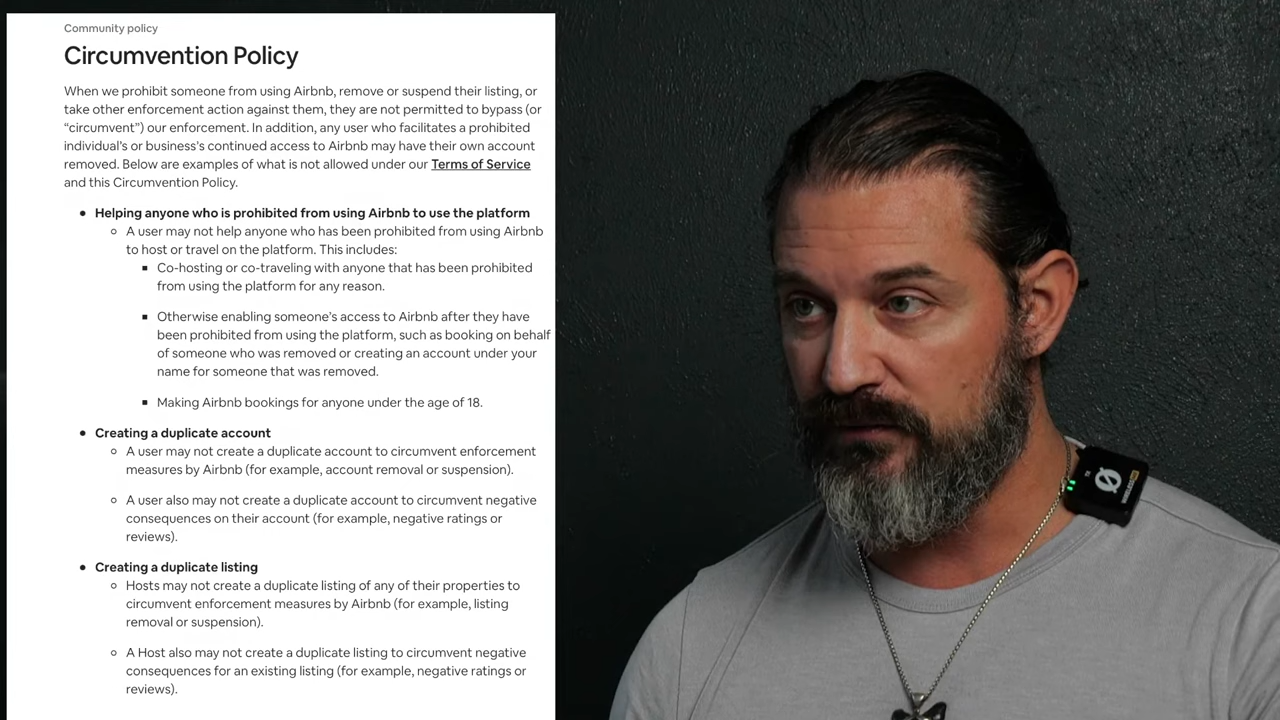 Community policy
Circumvention Policy
When we prohibit someone from using Airbnb, remove or suspend their listing, or
take other enforcement action against them, they are not permitted to bypass (or
“circumvent”) our enforcement. In addition, any user who facilitates a prohibited
individual’s or business’s continued access to Airbnb may have their own account
removed. Below are examples of what is not allowed under our Terms of Service
and this Circumvention Policy.
• Helping anyone who is prohibited from using Airbnb to use the platform
○ A user may not help anyone who has been prohibited from using Airbnb
to host or travel on the platform. This includes:
■ Co-hosting or co-traveling with anyone that has been prohibited
from using the platform for any reason.
■ Otherwise enabling someone’s access to Airbnb after they have
been prohibited from using the platform, such as booking on behalf
of someone who was removed or creating an account under your
name for someone that was removed.
■ Making Airbnb bookings for anyone under the age of 18.
• Creating a duplicate account
○ A user may not create a duplicate account to circumvent enforcement
measures by Airbnb (for example, account removal or suspension).
○ A user also may not create a duplicate account to circumvent negative
consequences on their account (for example, negative ratings or
reviews).
• Creating a duplicate listing
○ Hosts may not create a duplicate listing of any of their properties to
circumvent enforcement measures by Airbnb (for example, listing
removal or suspension).
○ A Host also may not create a duplicate listing to circumvent negative
consequences for an existing listing (for example, negative ratings or
reviews).
TX